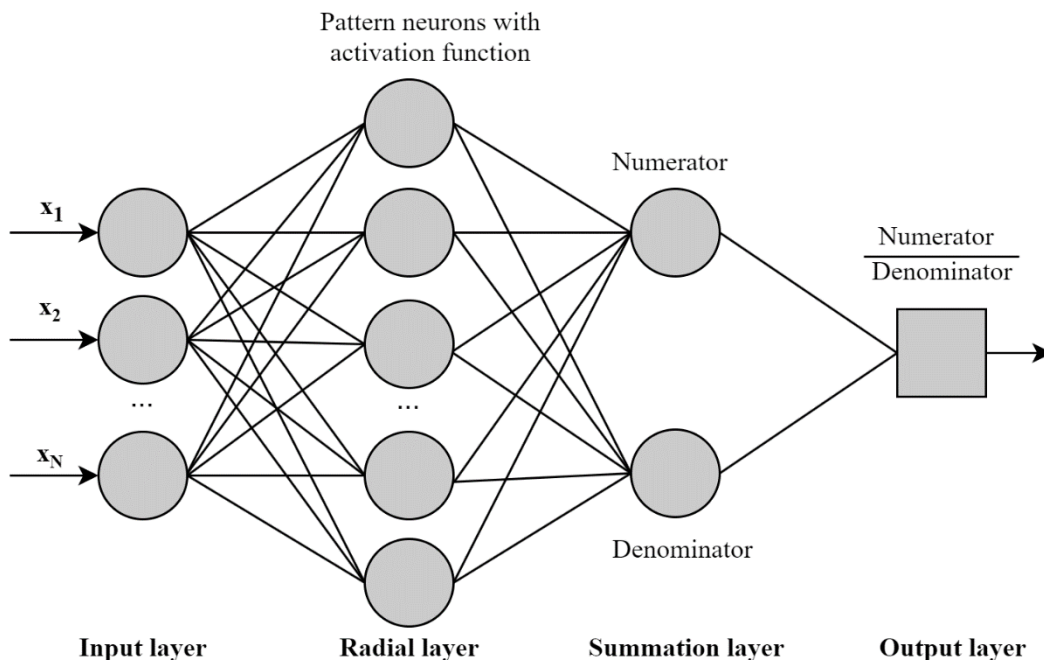 Pattern neurons with
activation function
Numerator
x1
Numerator
Denominator
x2
...
...
xN
Denominator
Input layer
Radial layer
Summation layer
Output layer